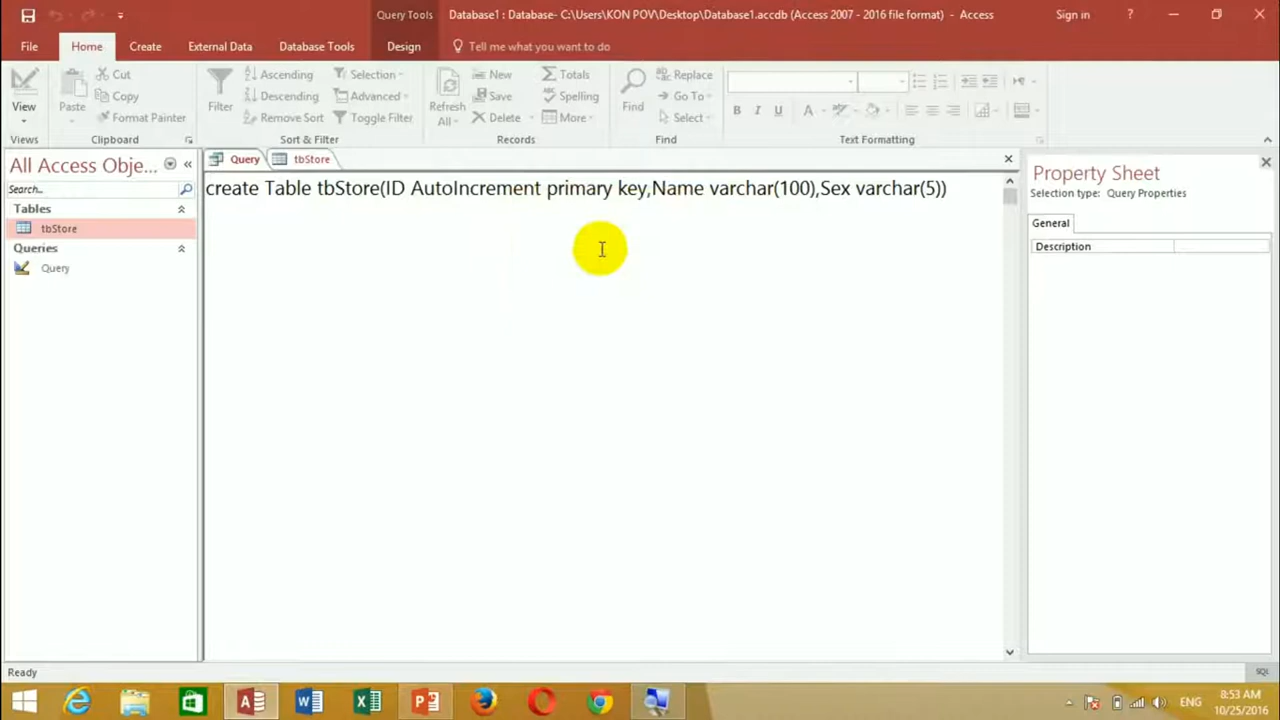 Query Tools
Database1 : Database- C:\Users\KON POV\Desktop\Database1.accdb (Access 2007 - 2016 file format) - Access
Sign in
?
File
Home
Create
External Data
Database Tools
Design
Tell me what you want to do
View
Views
Paste
Cut
Copy
Format Painter
Clipboard
Filter
Ascending
Descending
Remove Sort
Selection
Advanced
Toggle Filter
Sort & Filter
Refresh
All
New
Save
Delete
Totals
Spelling
More
Records
Find
Replace
Go To
Select
Find
B I U A
Text Formatting
All Access Obje...
Search...
Tables
tbStore
Queries
Query
Query
tbStore
create Table tbStore(ID AutoIncrement primary key,Name varchar(100),Sex varchar(5))
Property Sheet
Selection type: Query Properties
General
Description
Ready
SQL
ENG
8:53 AM
10/25/2016